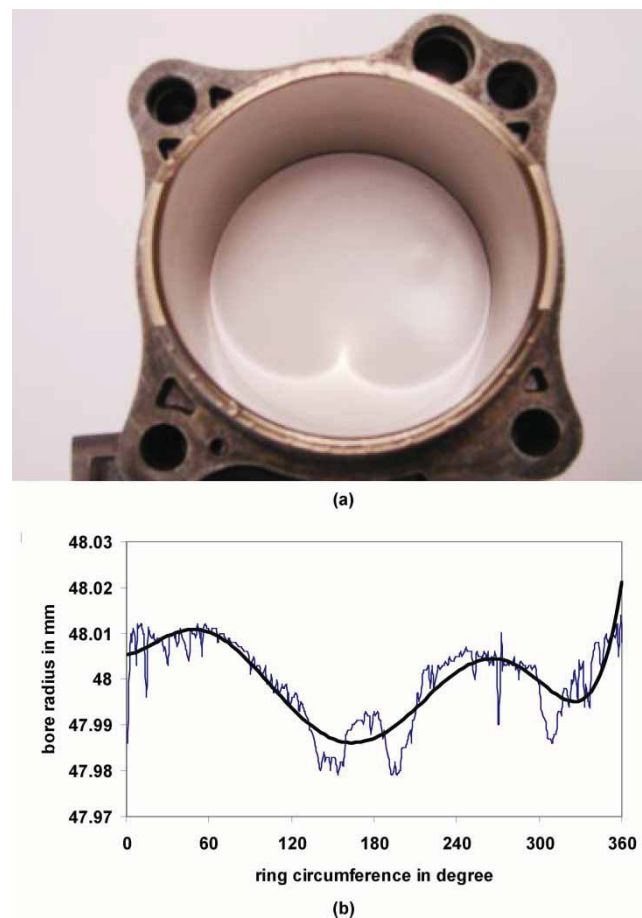 (a)
48.03
48.02
48.01
48
47.99
47.98
47.97
bore radius in mm
0 60 120 180 240 300 360
ring circumference in degree
(b)